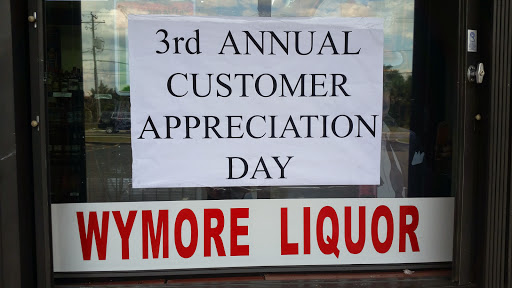 3rd ANNUAL
CUSTOMER
APPRECIATION
DAY
WYMORE LIQUOR